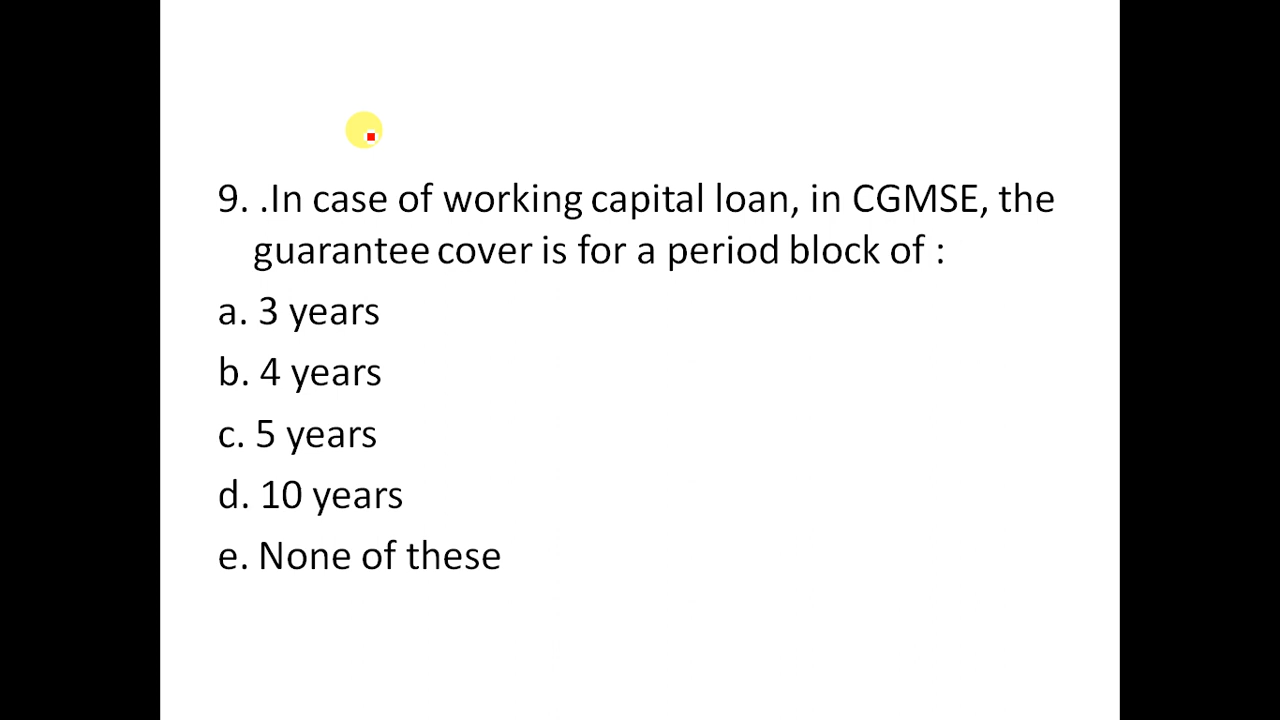 9. .In case of working capital loan, in CGMSE, the
guarantee cover is for a period block of :
a. 3 years
b. 4 years
c. 5 years
d. 10 years
e. None of these